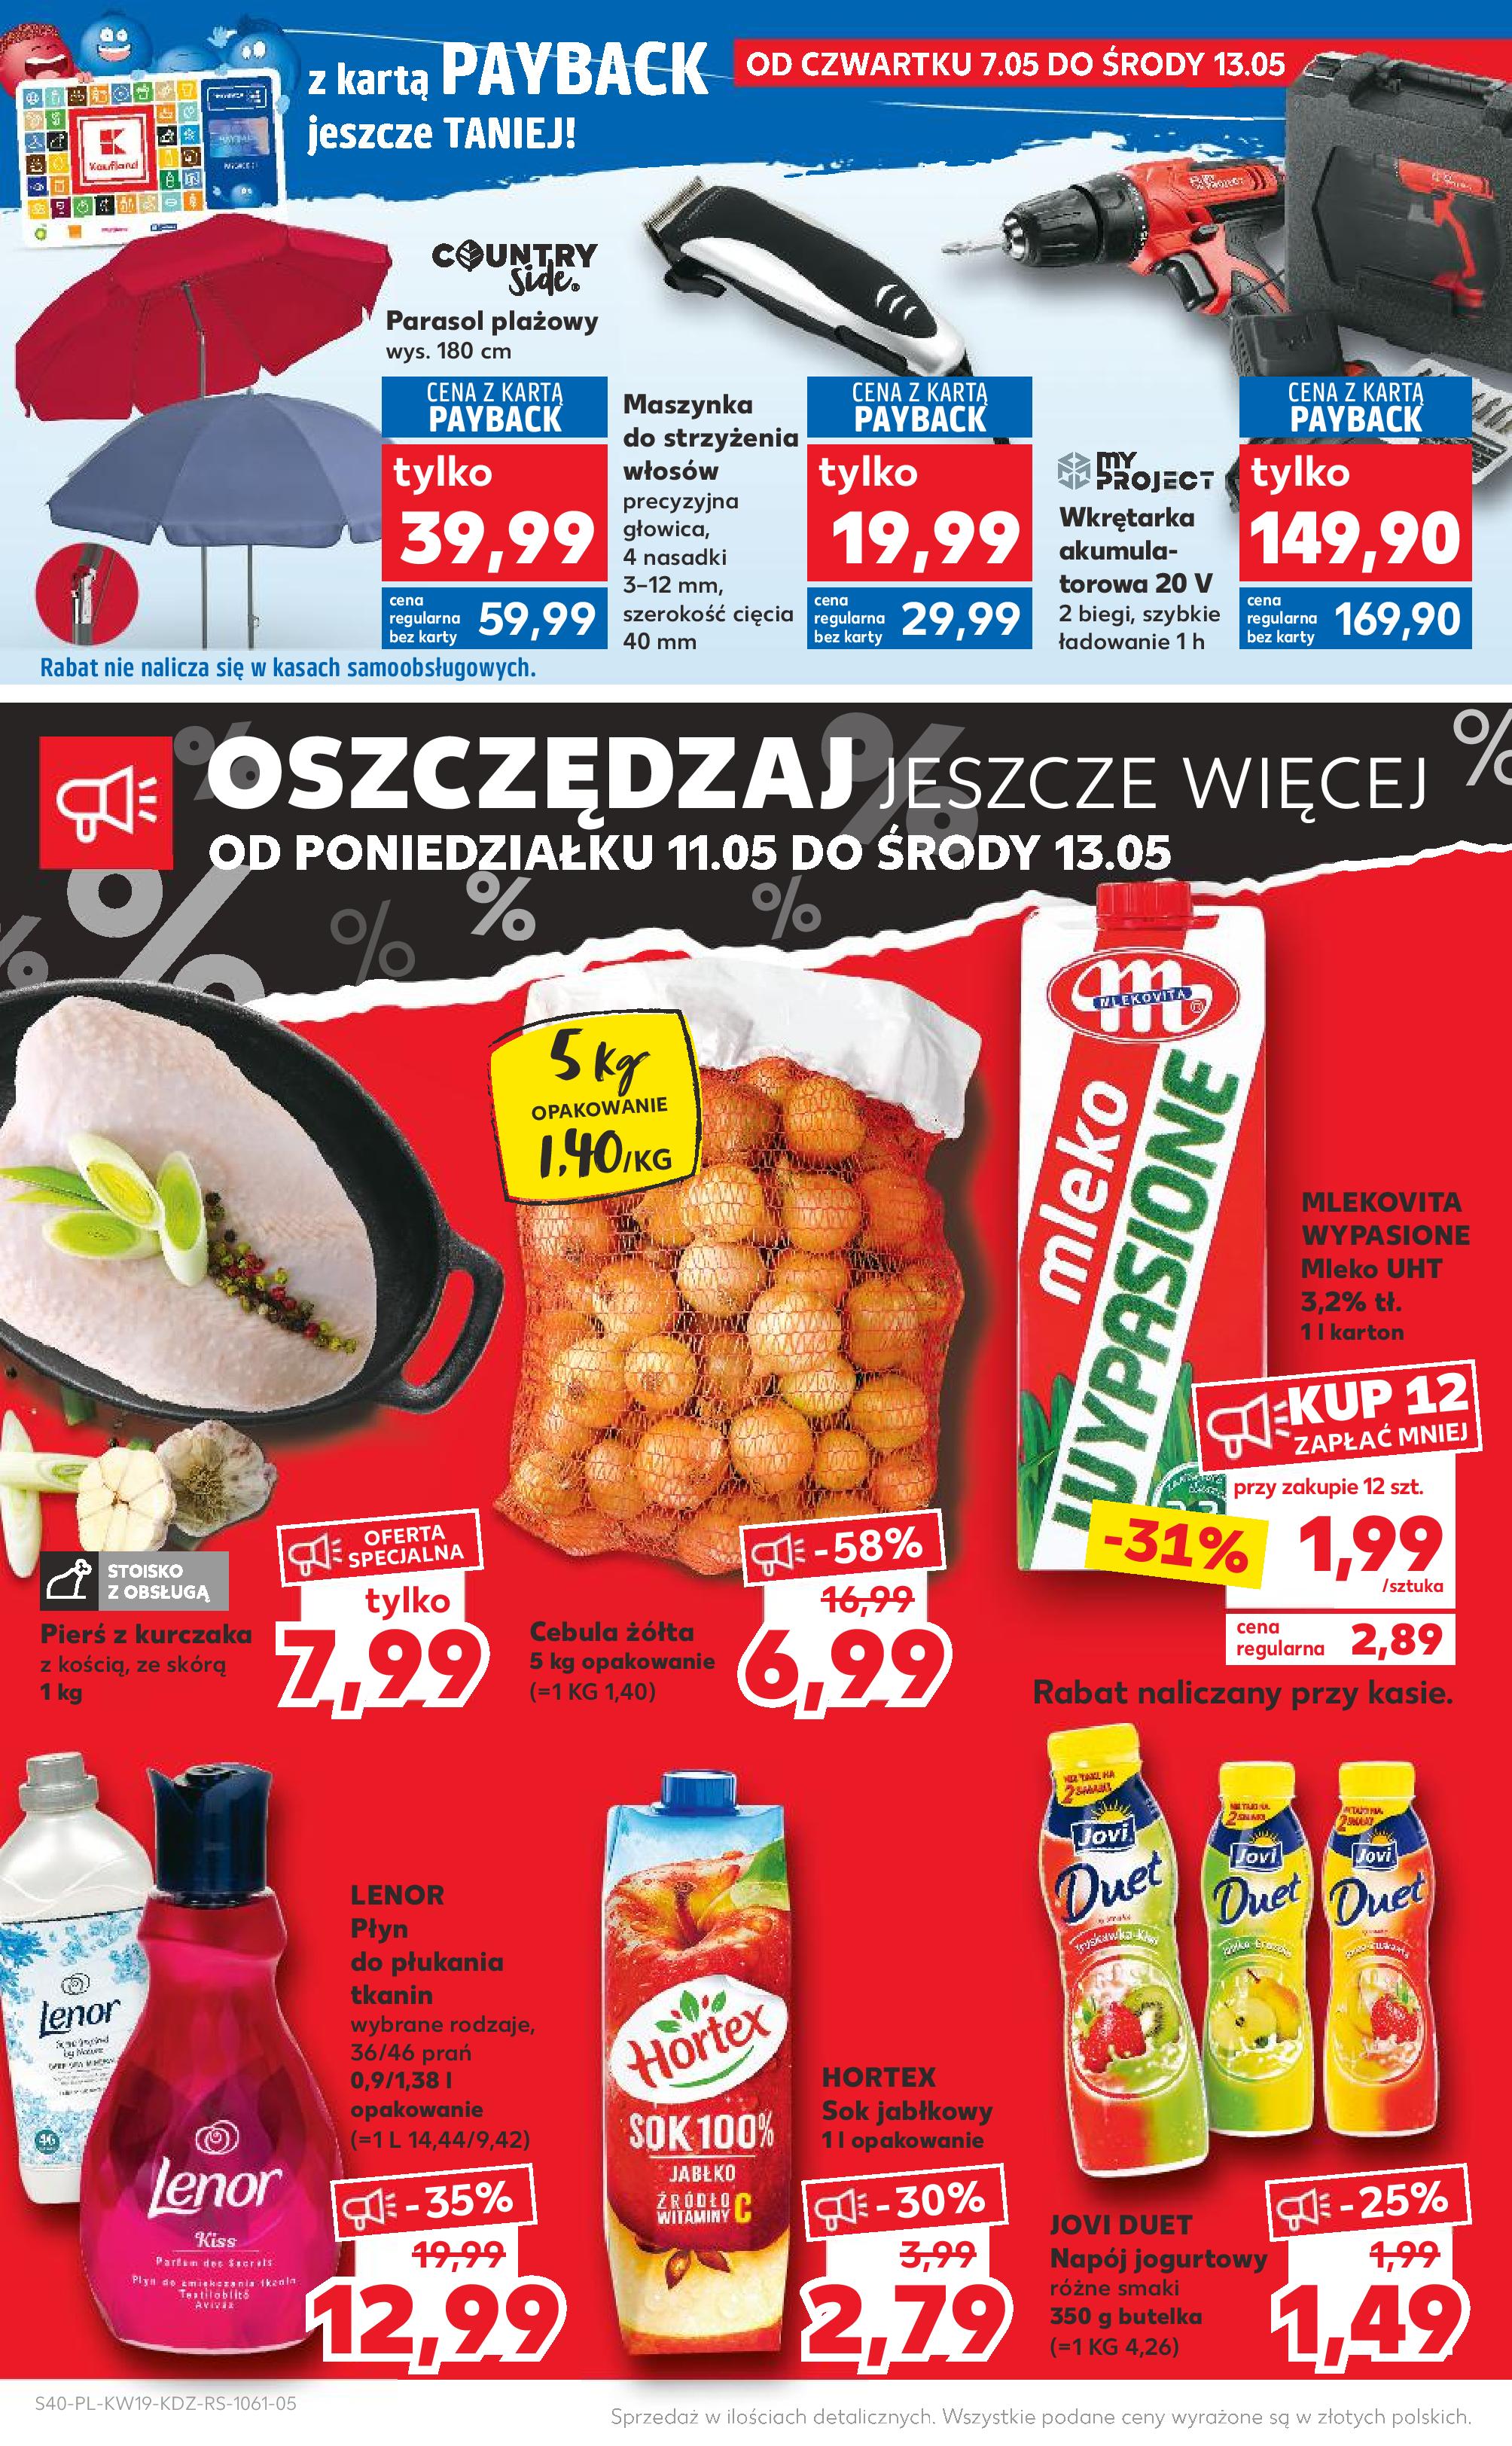 z kartą PAYBACK
jeszcze TANIEJ!
OD CZWARTKU 7.05 DO ŚRODY 13.05
Kaufland
COUNTRY
Side®
Parasol plażowy
wys. 180 cm
CENA Z KARTĄ
PAYBACK
tylko
39,99
cena
regularna
bez karty
59,99
Maszynka
do strzyżenia
włosów
precyzyjna
głowica,
4 nasadki
3–12 mm,
szerokość cięcia
40 mm
CENA Z KARTĄ
PAYBACK
tylko
19,99
cena
regularna
bez karty
29,99
MY
PROJECT
Wkrętarka
akumula-
torowa 20 V
2 biegi, szybkie
ładowanie 1 h
CENA Z KARTĄ
PAYBACK
tylko
149,90
cena
regularna
bez karty
169,90
Rabat nie nalicza się w kasach samoobsługowych.
OSZCZĘDZAJ JESZCZE WIĘCEJ
OD PONIEDZIAŁKU 11.05 DO ŚRODY 13.05
5 kg
OPAKOWANIE
1,40/KG
MLEKOVITA
mleko
WYPASIONE
MLEKOVITA
WYPASIONE
Mleko UHT
3,2% tł.
1 l karton
KUP 12
ZAPŁAĆ MNIEJ
przy zakupie 12 szt.
-31%
1,99
/sztuka
cena
regularna
2,89
Rabat naliczany przy kasie.
STOISKO
Z OBSŁUGĄ
Pierś z kurczaka
z kością, ze skórą
1 kg
OFERTA
SPECJALNA
tylko
7,99
Cebula żółta
5 kg opakowanie
(=1 KG 1,40)
-58%
16,99
6,99
Lenor
46
Lenor
Kiss
Parfum des Secrets
Płyn do zmiękczania tkanin
Textilöblítő
Avivaż
LENOR
Płyn
do płukania
tkanin
wybrane rodzaje,
36/46 prań
0,9/1,38 l
opakowanie
(=1 L 14,44/9,42)
-35%
19,99
12,99
Hortex
SOK 100%
JABŁKO
ŹRÓDŁO
WITAMINY C
HORTEX
Sok jabłkowy
1 l opakowanie
-30%
3,99
2,79
Jovi
Duet
Truskawka-Kiwi
Jovi
Duet
Jovi
Duet
JOVI DUET
Napój jogurtowy
różne smaki
350 g butelka
(=1 KG 4,26)
-25%
1,99
1,49
S40-PL-KW19-KDZ-RS-1061-05
Sprzedaż w ilościach detalicznych. Wszystkie podane ceny wyrażone są w złotych polskich.